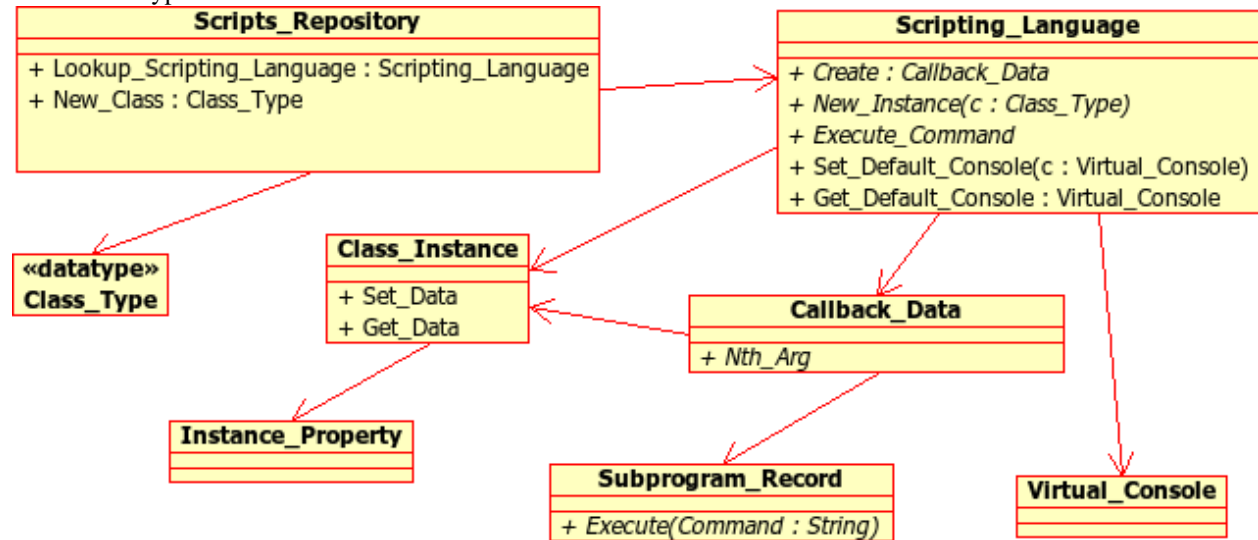 Scripts_Repository
+ Lookup_Scripting_Language : Scripting_Language
+ New_Class : Class_Type
Scripting_Language
+ Create : Callback_Data
+ New_Instance(c : Class_Type)
+ Execute_Command
+ Set_Default_Console(c : Virtual_Console)
+ Get_Default_Console : Virtual_Console
«datatype»
Class_Type
Class_Instance
+ Set_Data
+ Get_Data
Callback_Data
+ Nth_Arg
Instance_Property
Subprogram_Record
+ Execute(Command : String)
Virtual_Console